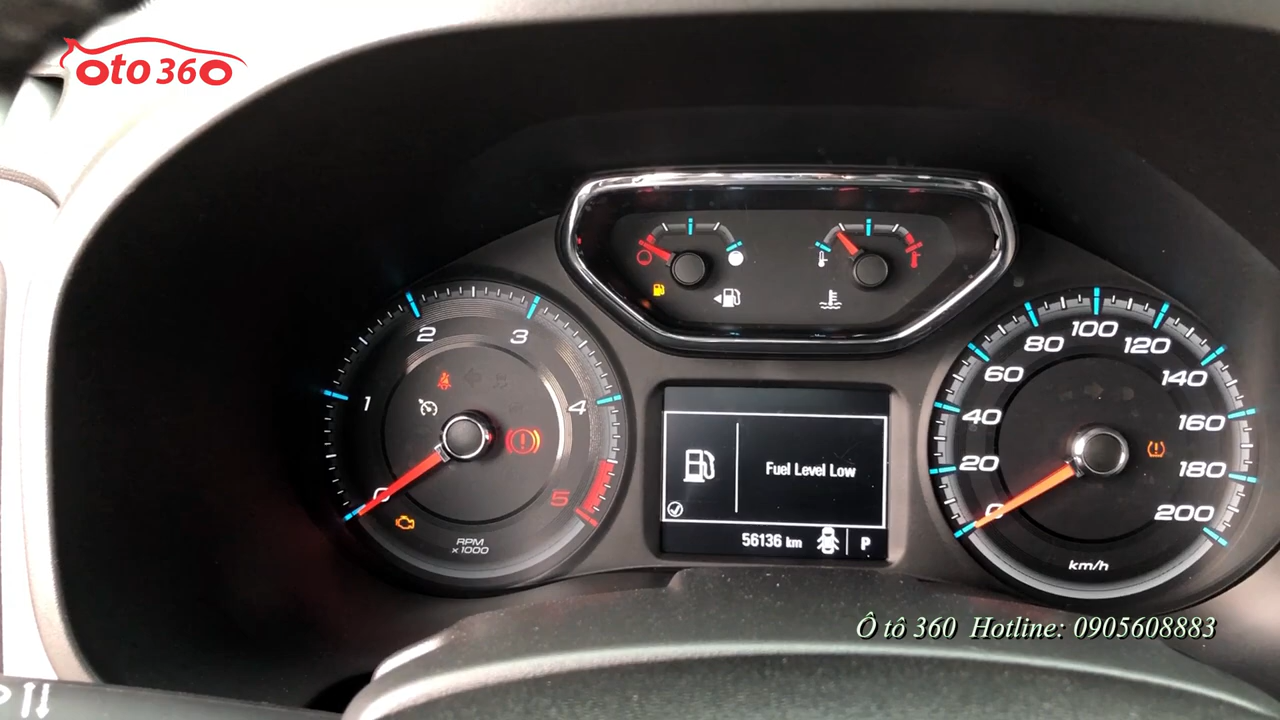 oto 360
1
2
3
4
5
0
RPM
x1000
Fuel Level Low
56136 km
P
0
20
40
60
80
100
120
140
160
180
200
km/h
Ô tô 360 Hotline: 0905608883